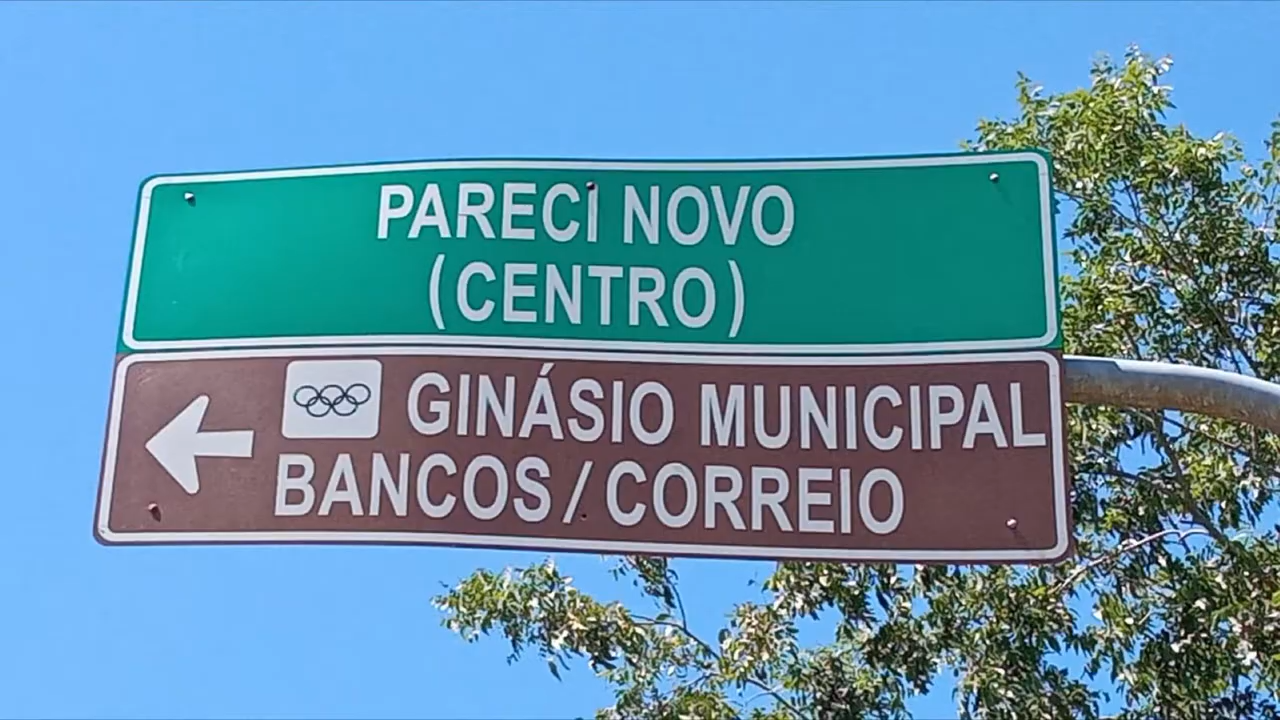 PARECI NOVO
(CENTRO)
GINÁSIO MUNICIPAL
BANCOS / CORREIO